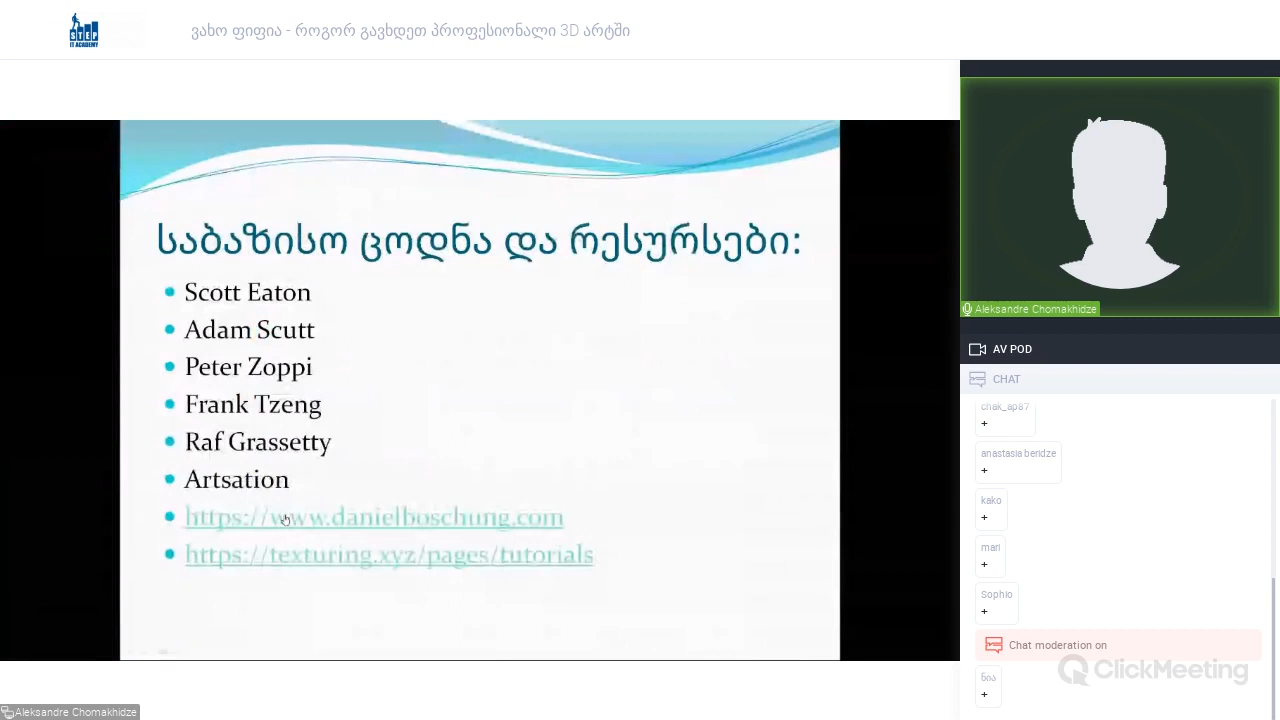 STEP
IT ACADEMY
ვახო ფიფია - როგორ გავხდეთ პროფესიონალი 3D არტში
საბაზისო ცოდნა და რესურსები:
Scott Eaton
Adam Scutt
Peter Zoppi
Frank Tzeng
Raf Grassetty
Artsation
https://www.danielboschung.com
https://texturing.xyz/pages/tutorials
Aleksandre Chomakhidze
Aleksandre Chomakhidze
AV POD
CHAT
chak_ap87
+
anastasia beridze
+
kako
+
mari
+
Sophio
+
Chat moderation on
ClickMeeting
ნია
+